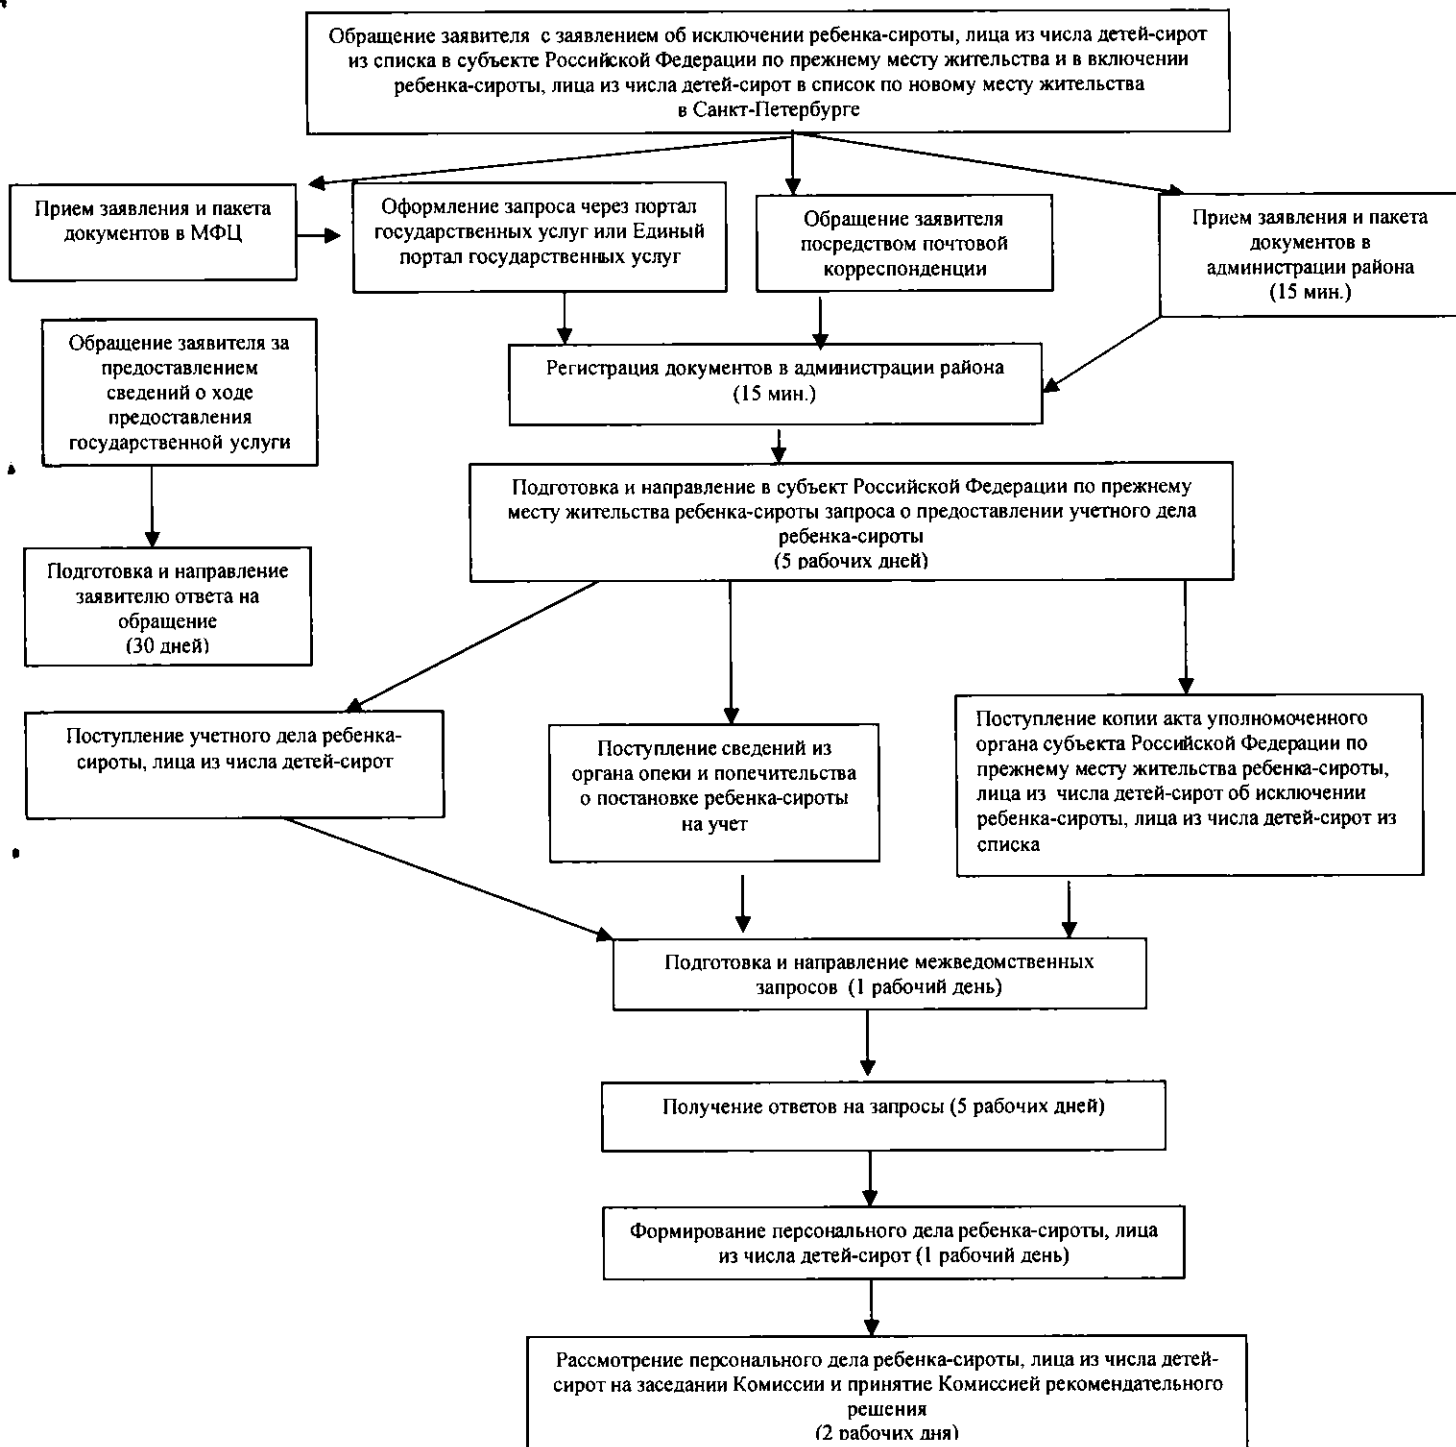 Обращение заявителя с заявлением об исключении ребенка-сироты, лица из числа детей-сирот
из списка в субъекте Российской Федерации по прежнему месту жительства и в включении
ребенка-сироты, лица из числа детей-сирот в список по новому месту жительства
в Санкт-Петербурге
Прием заявления и пакета
документов в МФЦ
Оформление запроса через портал
государственных услуг или Единый
портал государственных услуг
Обращение заявителя
посредством почтовой
корреспонденции
Прием заявления и пакета
документов в
администрации района
(15 мин.)
Обращение заявителя за
предоставлением
сведений о ходе
предоставления
государственной услуги
Регистрация документов в администрации района
(15 мин.)
Подготовка и направление в субъект Российской Федерации по прежнему
месту жительства ребенка-сироты запроса о предоставлении учетного дела
ребенка-сироты
(5 рабочих дней)
Подготовка и направление
заявителю ответа на
обращение
(30 дней)
Поступление учетного дела ребенка-
сироты, лица из числа детей-сирот
Поступление сведений из
органа опеки и попечительства
о постановке ребенка-сироты
на учет
Поступление копии акта уполномоченного
органа субъекта Российской Федерации по
прежнему месту жительства ребенка-сироты,
лица из числа детей-сирот об исключении
ребенка-сироты, лица из числа детей-сирот из
списка
Подготовка и направление межведомственных
запросов (1 рабочий день)
Получение ответов на запросы (5 рабочих дней)
Формирование персонального дела ребенка-сироты, лица
из числа детей-сирот (1 рабочий день)
Рассмотрение персонального дела ребенка-сироты, лица из числа детей-
сирот на заседании Комиссии и принятие Комиссией рекомендательного
решения
(2 рабочих дня)